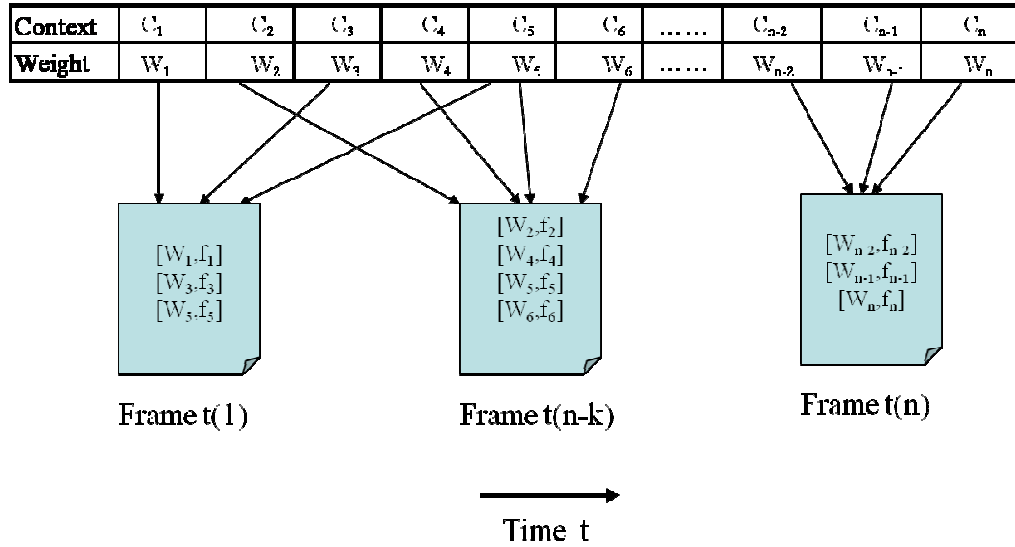 Context C₁ C₂ C₃ C₄ C₅ C₆ ...... Cₙ₋₂ Cₙ₋₁ Cₙ
Weight W₁ W₂ W₃ W₄ W₅ W₆ ...... Wₙ₋₂ Wₙ₋₁ Wₙ
[W₁,f₁]
[W₃,f₃]
[W₅,f₅]
Frame t(1)
[W₂,f₂]
[W₄,f₄]
[W₅,f₅]
[W₆,f₆]
Frame t(n-k)
[Wₙ₋₂,fₙ₋₂]
[Wₙ₋₁,fₙ₋₁]
[Wₙ,fₙ]
Frame t(n)
Time t